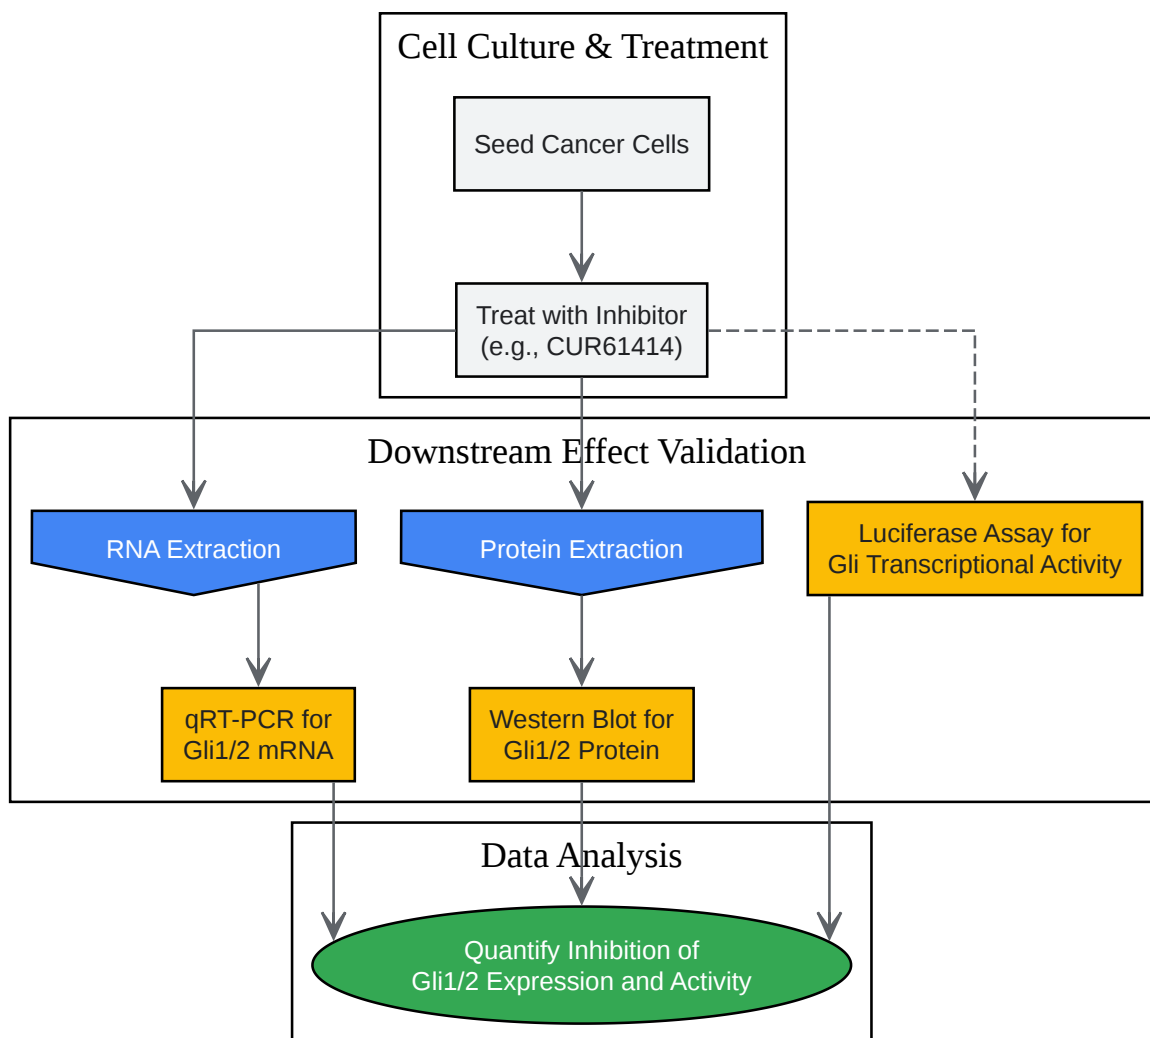 Cell Culture & Treatment
Seed Cancer Cells
Treat with Inhibitor
(e.g., CUR61414)
Downstream Effect Validation
RNA Extraction
Protein Extraction
Luciferase Assay for
Gli Transcriptional Activity
qRT-PCR for
Gli1/2 mRNA
Western Blot for
Gli1/2 Protein
Data Analysis
Quantify Inhibition of
Gli1/2 Expression and Activity